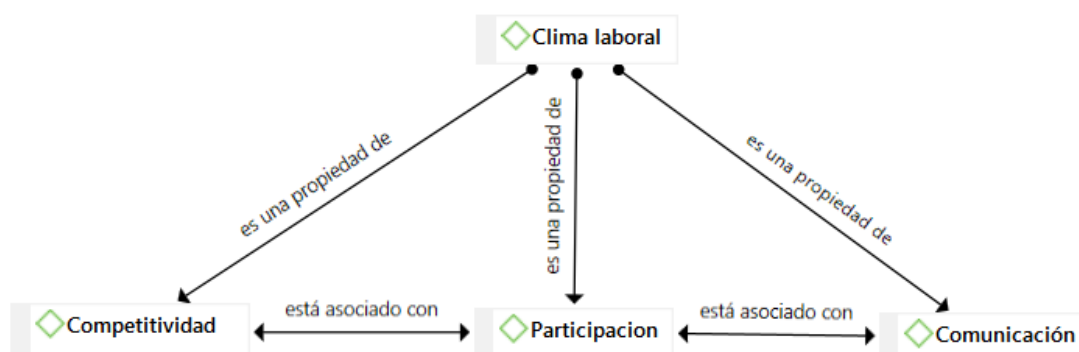 Clima laboral
es una propiedad de
es una propiedad de
es una propiedad de
Competitividad
está asociado con
Participacion
está asociado con
Comunicación